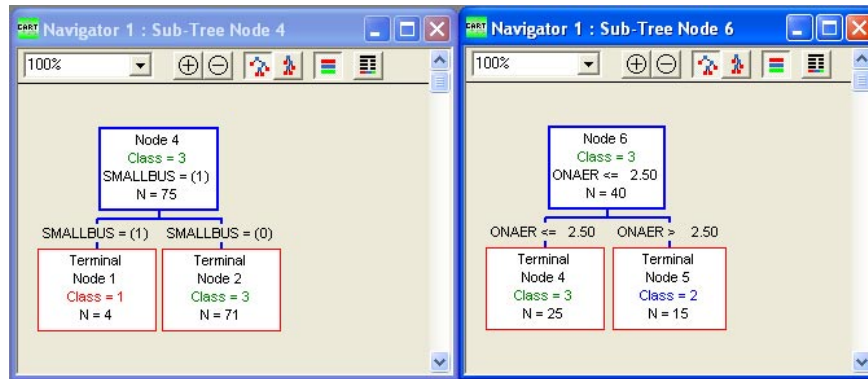 CART Navigator 1 : Sub-Tree Node 4
100%
Node 4
Class = 3
SMALLBUS = (1)
N = 75
SMALLBUS = (1) SMALLBUS = (0)
Terminal
Node 1
Class = 1
N = 4
Terminal
Node 2
Class = 3
N = 71
CART Navigator 1 : Sub-Tree Node 6
100%
Node 6
Class = 3
ONAER <= 2.50
N = 40
ONAER <= 2.50 ONAER > 2.50
Terminal
Node 4
Class = 3
N = 25
Terminal
Node 5
Class = 2
N = 15